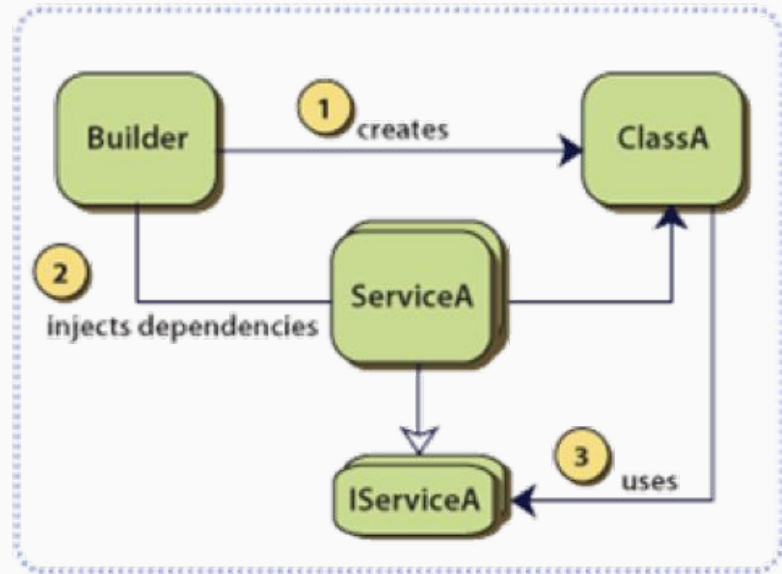 1
creates
Builder
ClassA
2
injects dependencies
ServiceA
3
uses
IServiceA